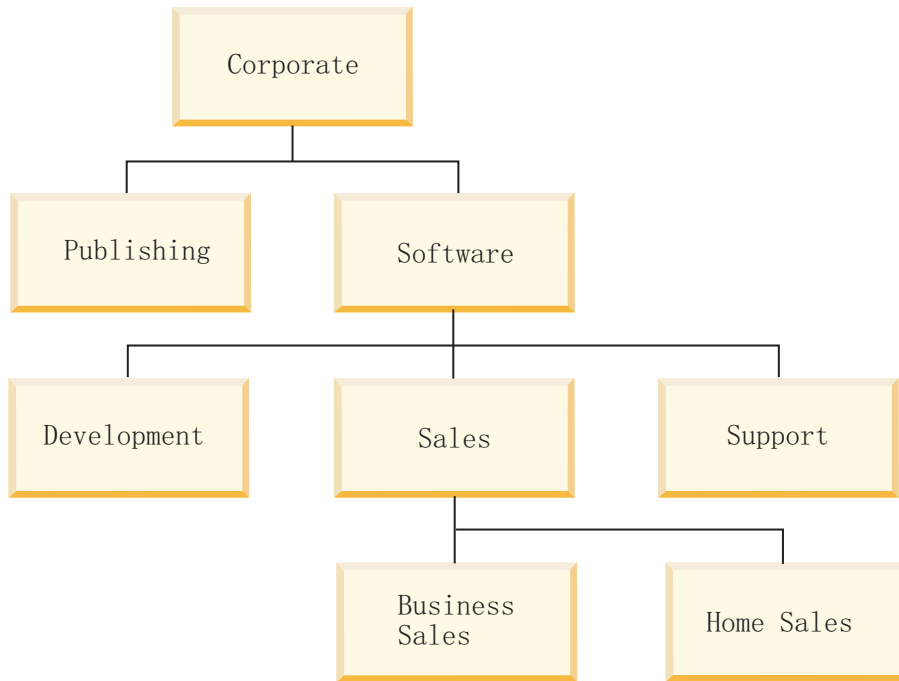 Corporate
Publishing
Software
Development
Sales
Support
Business
Sales
Home Sales